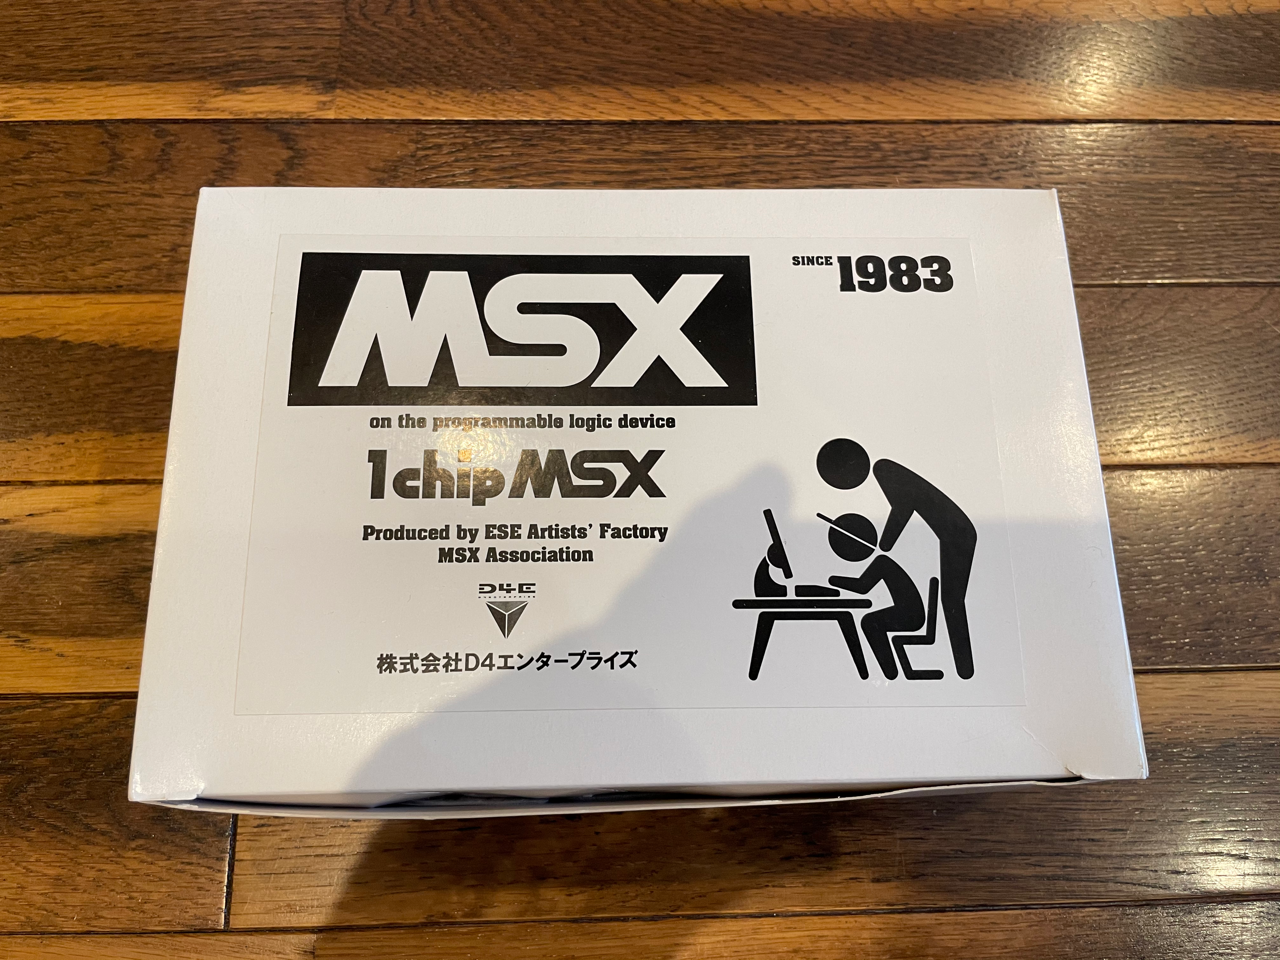 MSX
SINCE 1983
on the programmable logic device
1chipMSX
Produced by ESE Artists' Factory
MSX Association
D4E
株式会社D4エンタープライズ